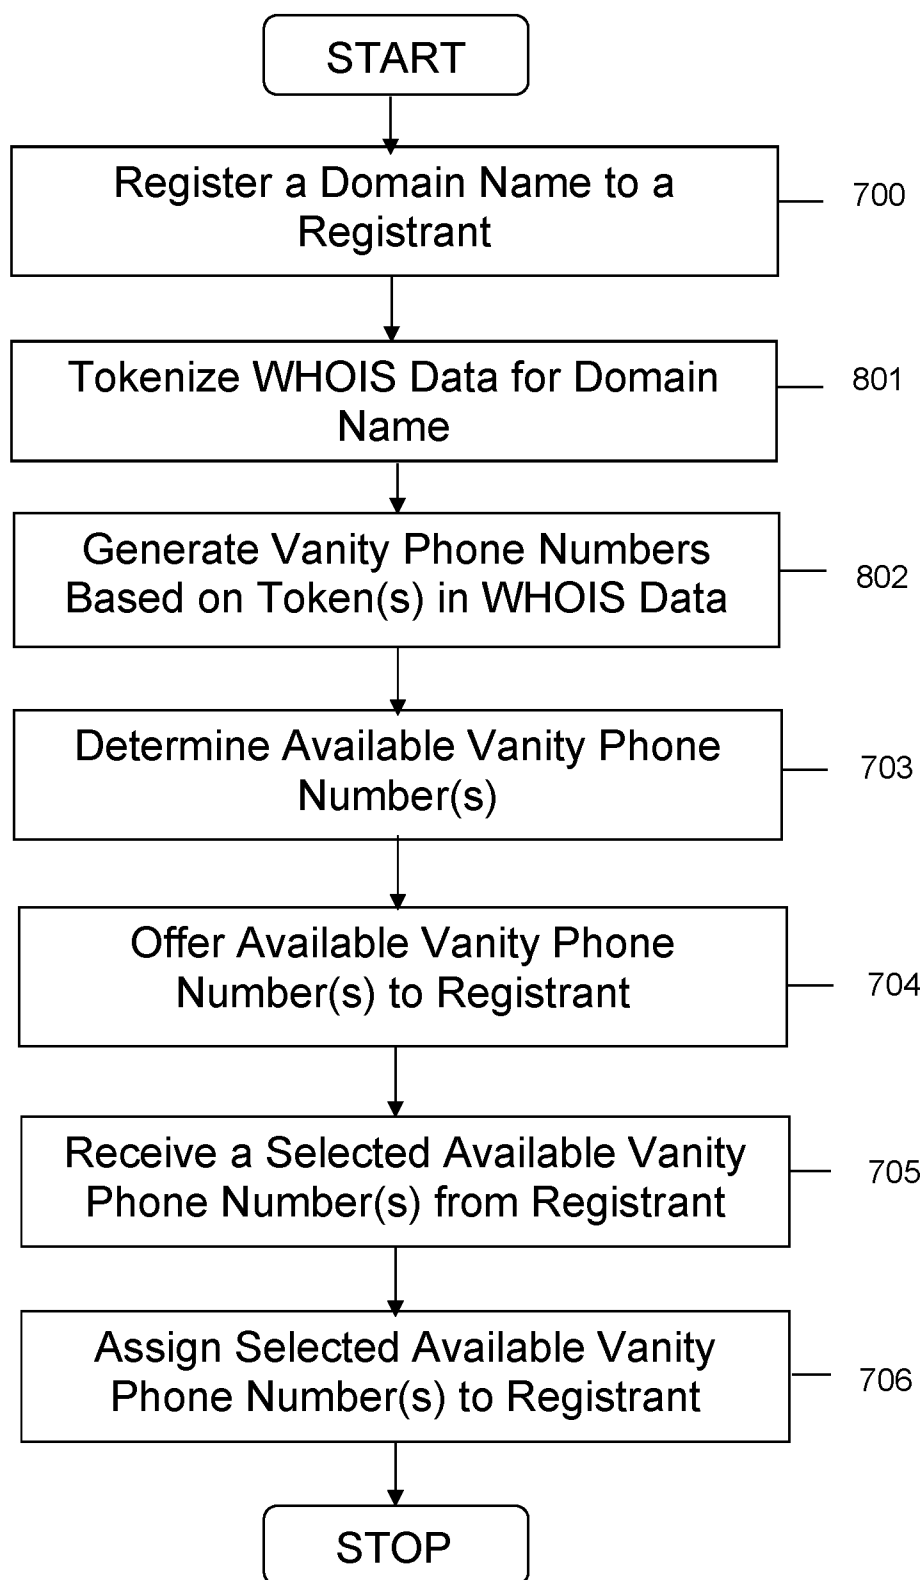 START
Register a Domain Name to a
Registrant
700
Tokenize WHOIS Data for Domain
Name
801
Generate Vanity Phone Numbers
Based on Token(s) in WHOIS Data
802
Determine Available Vanity Phone
Number(s)
703
Offer Available Vanity Phone
Number(s) to Registrant
704
Receive a Selected Available Vanity
Phone Number(s) from Registrant
705
Assign Selected Available Vanity
Phone Number(s) to Registrant
706
STOP